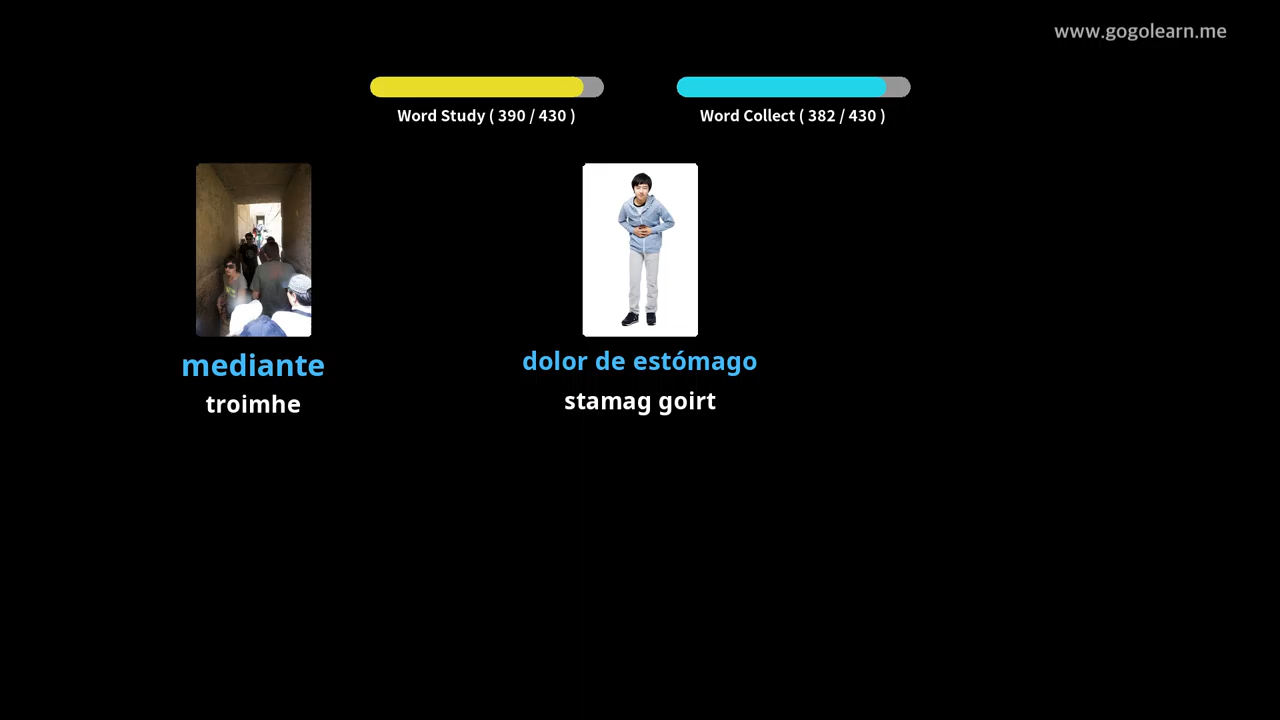 www.gogolearn.me
Word Study ( 390 / 430 )
Word Collect ( 382 / 430 )
mediante
troimhe
dolor de estómago
stamag goirt